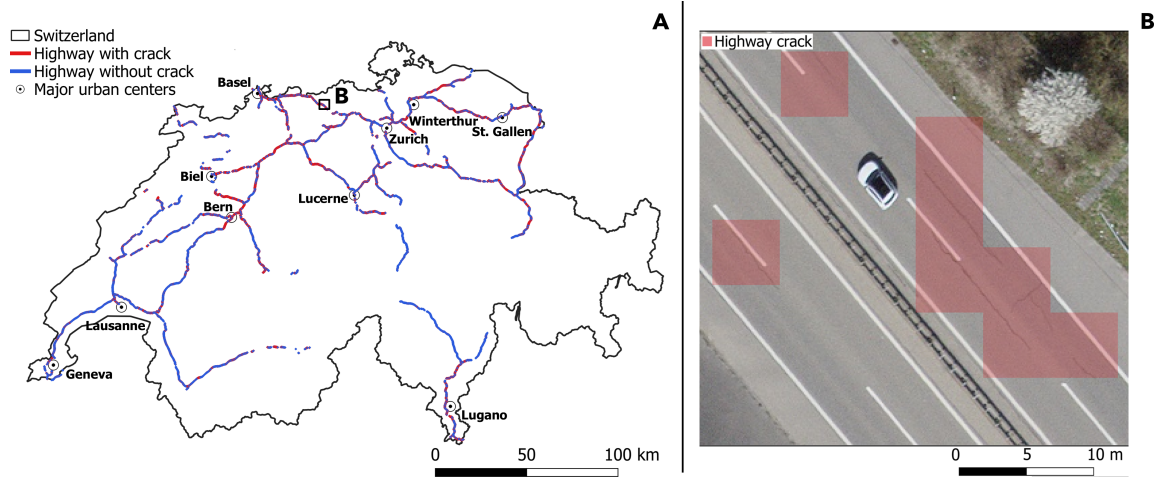 A
Switzerland
Highway with crack
Highway without crack
Major urban centers
Basel
B
Winterthur
St. Gallen
Zurich
Biel
Lucerne
Bern
Lausanne
Geneva
Lugano
0 50 100 km
B
Highway crack
0 5 10 m